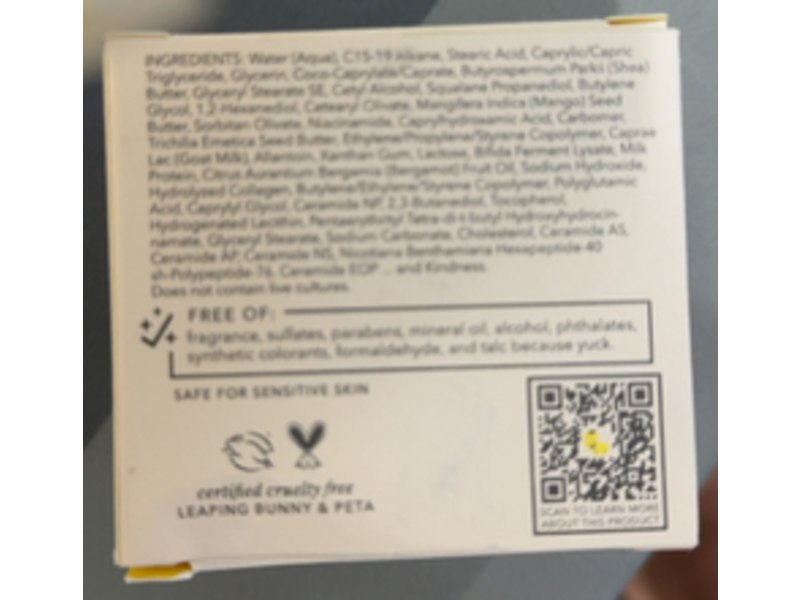 INGREDIENTS: Water (Aqua), C15-19 Alkane, Stearic Acid, Caprylic/Capric
Triglyceride, Glycerin, Coco-Caprylate/Caprate, Butyrospermum Parkii (Shea)
Butter, Glyceryl Stearate SE, Cetyl Alcohol, Squalane Propanediol, Butylene
Glycol, 1,2-Hexanediol, Cetearyl Olivate, Mangifera Indica (Mango) Seed
Butter, Sorbitan Olivate, Niacinamide, Caprylhydroxamic Acid, Carbomer,
Trichilia Emetica Seed Butter, Ethylene/Propylene/Styrene Copolymer, Caprae
Lac (Goat Milk), Allantoin, Xanthan Gum, Lactose, Bifida Ferment Lysate, Milk
Protein, Citrus Aurantium Bergamia (Bergamot) Fruit Oil, Sodium Hydroxide,
Hydrolyzed Collagen, Butylene/Ethylene/Styrene Copolymer, Polyglutamic
Acid, Caprylyl Glycol, Ceramide NP, 2,3-Butanediol, Tocopherol,
Hydrogenated Lecithin, Pentaerythrityl Tetra-di-t-butyl Hydroxyhydrocin-
namate, Glyceryl Stearate, Sodium Carbonate, Cholesterol, Ceramide AS,
Ceramide AP, Ceramide NS, Nicotiana Benthamiana Hexapeptide-40
sh-Polypeptide-76, Ceramide EOP ... and Kindness.
Does not contain live cultures.
FREE OF:
fragrance, sulfates, parabens, mineral oil, alcohol, phthalates,
synthetic colorants, formaldehyde, and talc because yuck.
SAFE FOR SENSITIVE SKIN
certified cruelty free
LEAPING BUNNY & PETA
SCAN TO LEARN MORE
ABOUT THIS PRODUCT